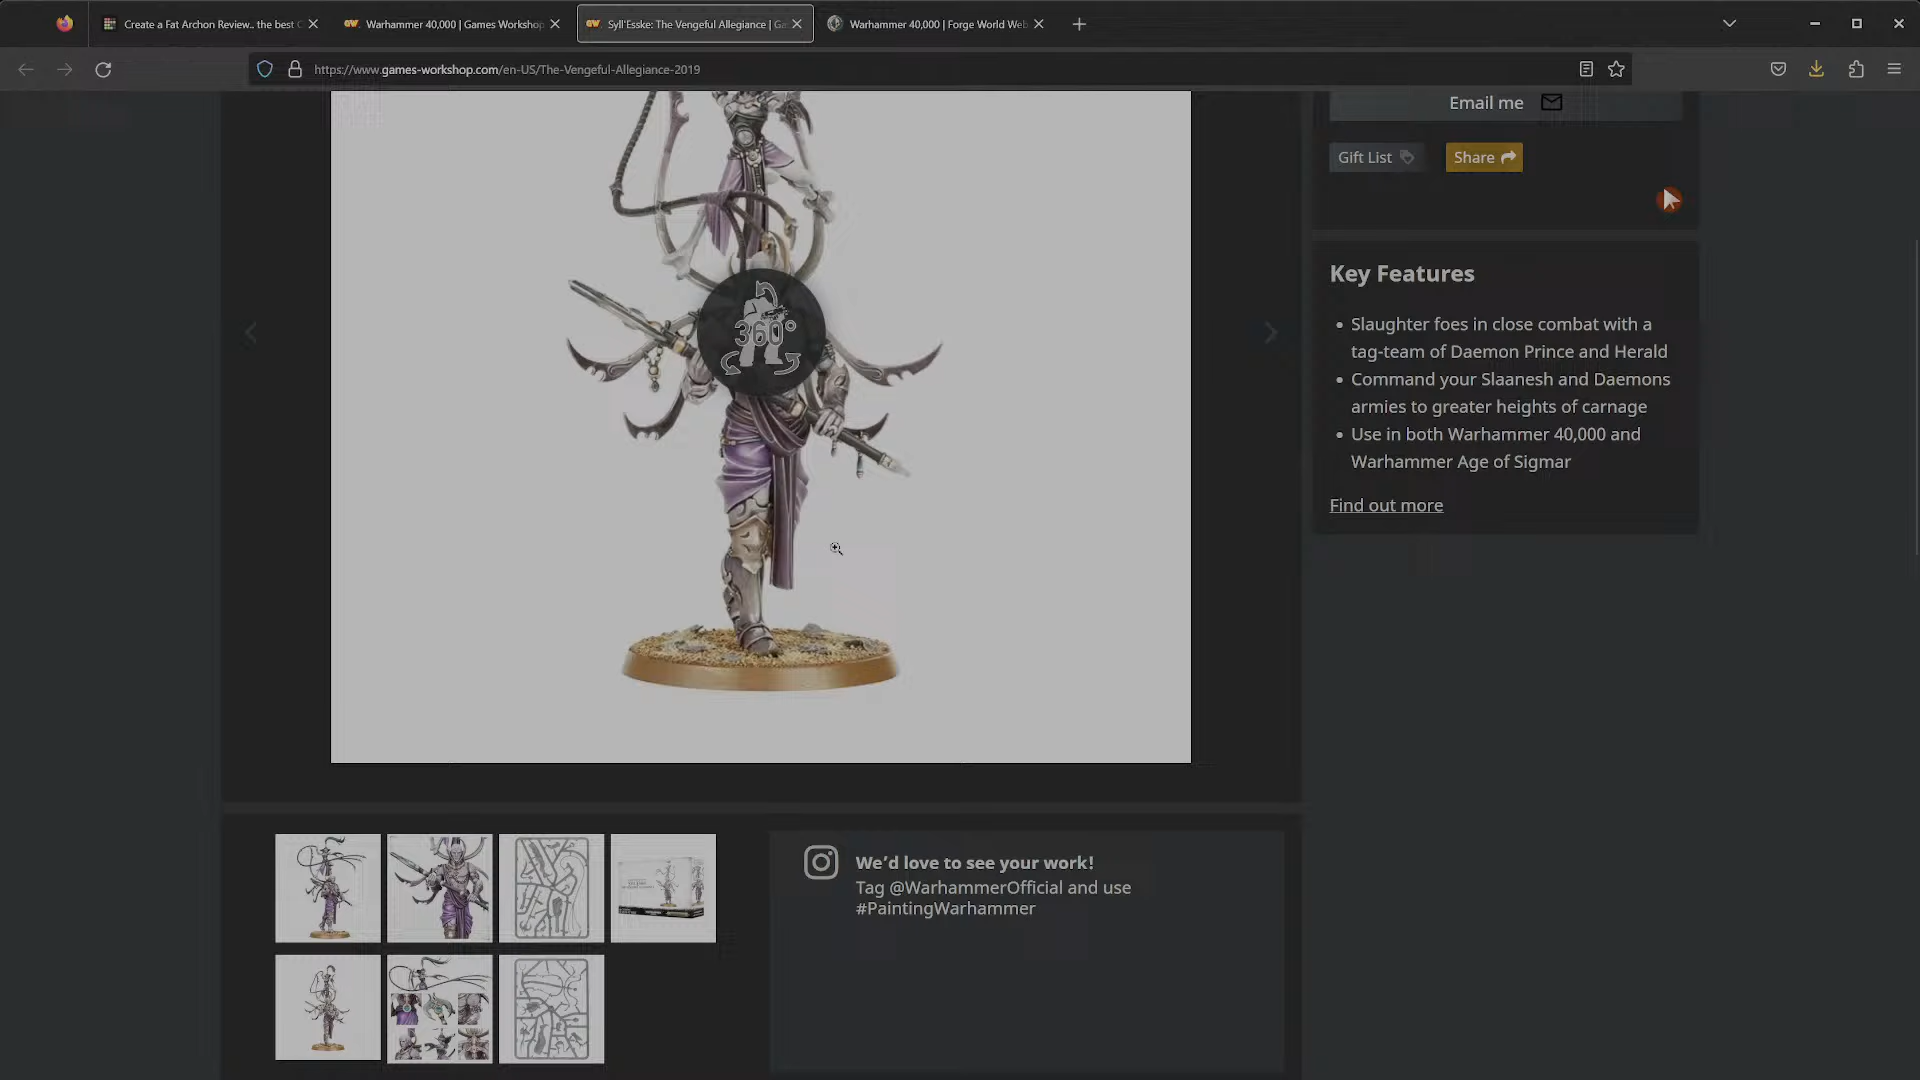 Create a Fat Archon Review.. the best C
Warhammer 40,000 | Games Workshop
Syll'Esske: The Vengeful Allegiance | Ga
Warhammer 40,000 | Forge World Web
https://www.games-workshop.com/en-US/The-Vengeful-Allegiance-2019
Email me
Gift List
Share
360°
Key Features
Slaughter foes in close combat with a
tag-team of Daemon Prince and Herald
Command your Slaanesh and Daemons
armies to greater heights of carnage
Use in both Warhammer 40,000 and
Warhammer Age of Sigmar
Find out more
We’d love to see your work!
Tag @WarhammerOfficial and use
#PaintingWarhammer